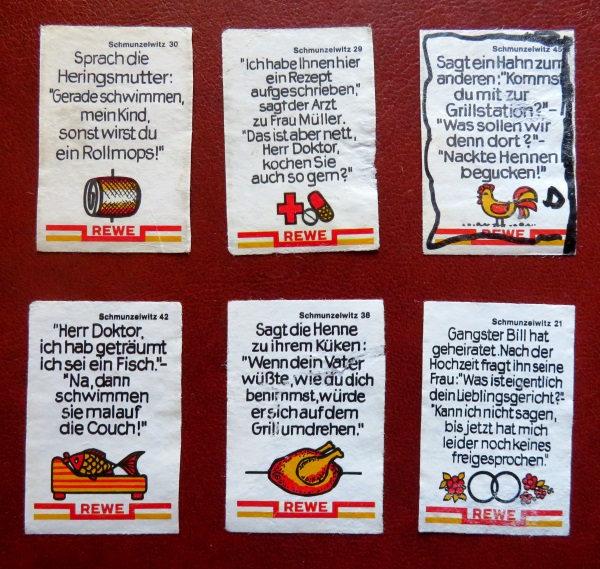 Schmunzelwitz 30
Sprach die
Heringsmutter:
"Gerade schwimmen,
mein Kind,
sonst wirst du
ein Rollmops!"
REWE
Schmunzelwitz 29
"Ich habe Ihnen hier
ein Rezept
aufgeschrieben,"
sagt der Arzt
zu Frau Müller.
"Das ist aber nett,
Herr Doktor,
kochen Sie
auch so gern?"
REWE
Schmunzelwitz 45
Sagt ein Hahn zum
anderen: "Kommst
du mit zur
Grillstation?"-
"Was sollen wir
denn dort?"-
"Nackte Hennen
begucken!"
D
REWE
Schmunzelwitz 42
"Herr Doktor,
ich hab geträumt
ich sei ein Fisch."-
"Na, dann
schwimmen
sie mal auf
die Couch!"
REWE
Schmunzelwitz 38
Sagt die Henne
zu ihrem Küken:
"Wenn dein Vater
wüßte, wie du dich
benimmst, würde
er sich auf dem
Grill umdrehen."
REWE
Schmunzelwitz 21
Gangster Bill hat
geheiratet. Nach der
Hochzeit fragt ihn seine
Frau: "Was ist eigentlich
dein Lieblingsgericht?"
"Kann ich nicht sagen,
bis jetzt hat mich
leider noch keines
freigesprochen."
REWE